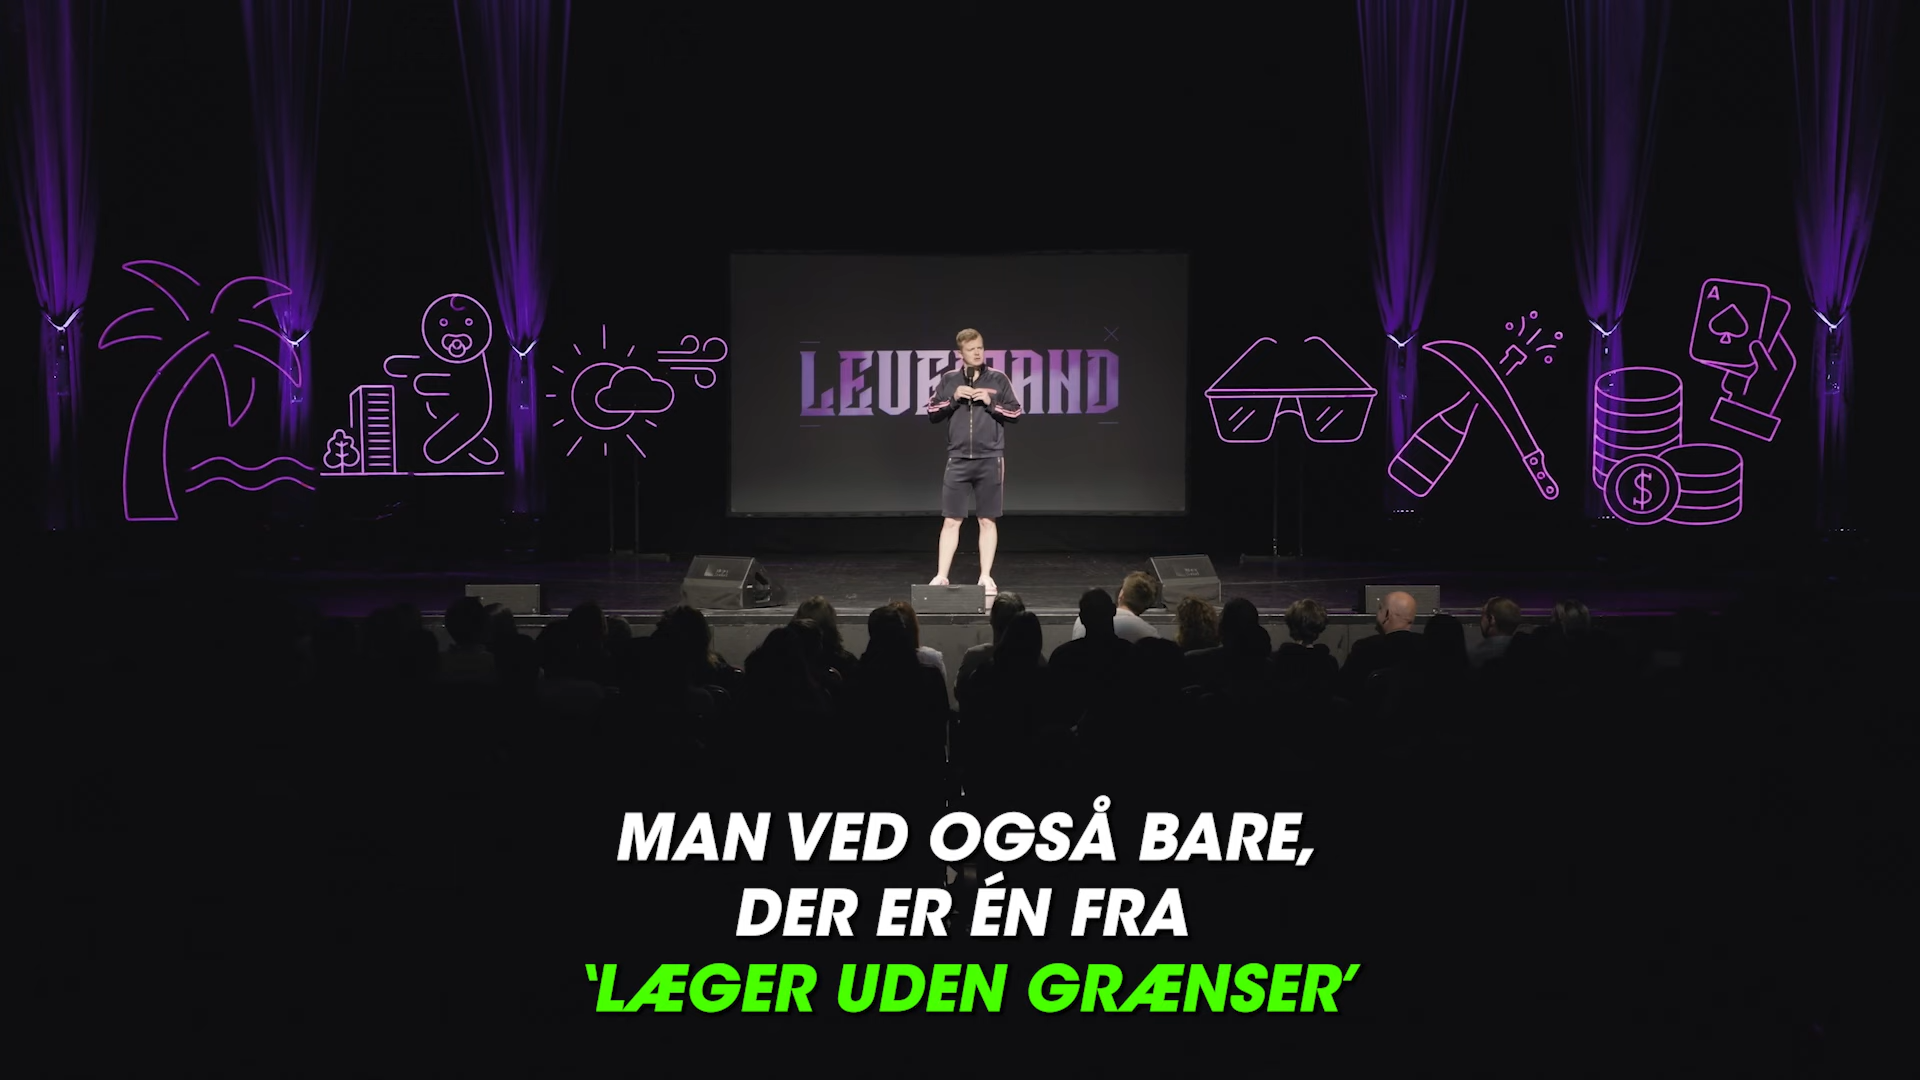 A
$
MAN VED OGSÅ BARE,
DER ER ÉN FRA
‘LÆGER UDEN GRÆNSER’